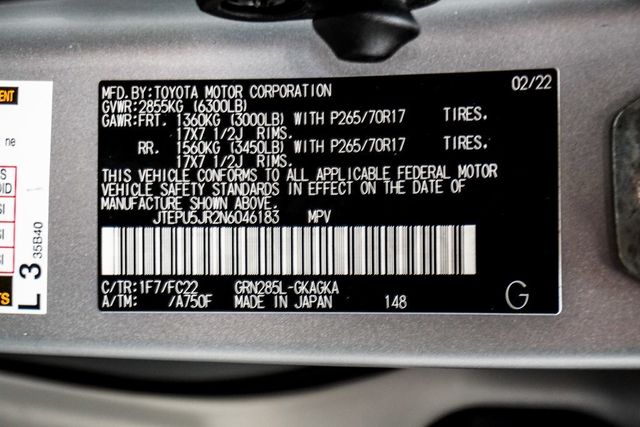 MFD.BY:TOYOTA MOTOR CORPORATION 02/22
GVWR:2855KG (6300LB)
GAWR:FRT. 1360KG (3000LB) WITH P265/70R17 TIRES.
17X7 1/2J RIMS.
RR. 1560KG (3450LB) WITH P265/70R17 TIRES.
17X7 1/2J RIMS.
THIS VEHICLE CONFORMS TO ALL APPLICABLE FEDERAL MOTOR
VEHICLE SAFETY STANDARDS IN EFFECT ON THE DATE OF
MANUFACTURE SHOWN ABOVE.
JTEPU5JR2N6046183 MPV
C/TR:1F7/FC22 GRN285L-GKAGKA
A/TM: /A750F MADE IN JAPAN 148 G
ne
L 3
35B40